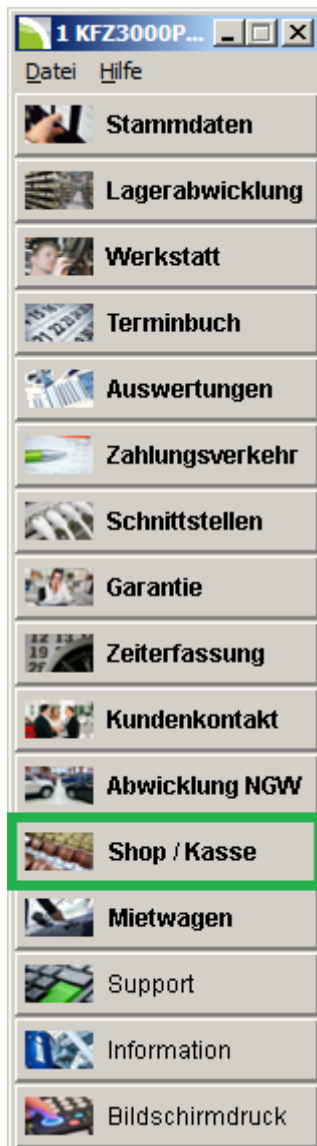 1 KFZ3000P...
Datei Hilfe
Stammdaten
Lagerabwicklung
Werkstatt
Terminbuch
Auswertungen
Zahlungsverkehr
Schnittstellen
Garantie
Zeiterfassung
Kundenkontakt
Abwicklung NGW
Shop / Kasse
Mietwagen
Support
Information
Bildschirmdruck